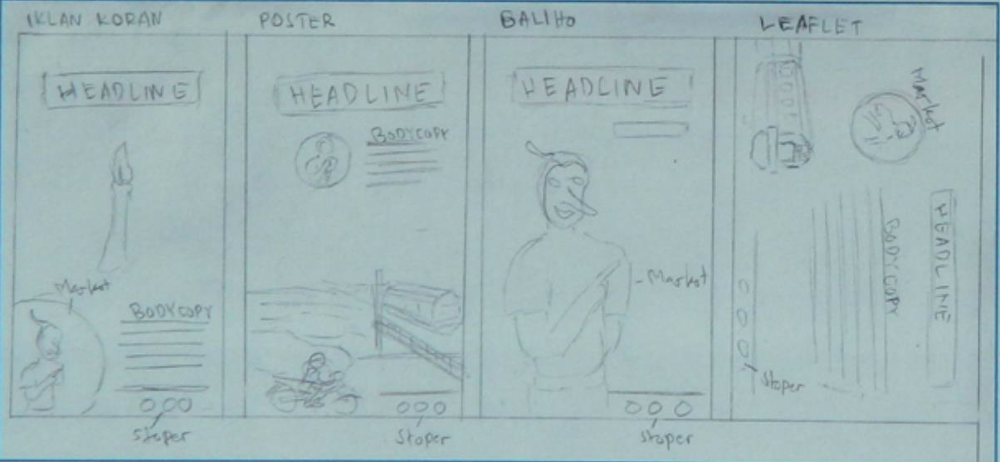 IKLAN KORAN
HEADLINE
Maskot
BODYCOPY
Stoper
POSTER
HEADLINE
BODYCOPY
Stoper
BALIHO
HEADLINE
Maskot
Stoper
LEAFLET
Maskot
HEADLINE
BODYCOPY
Stoper